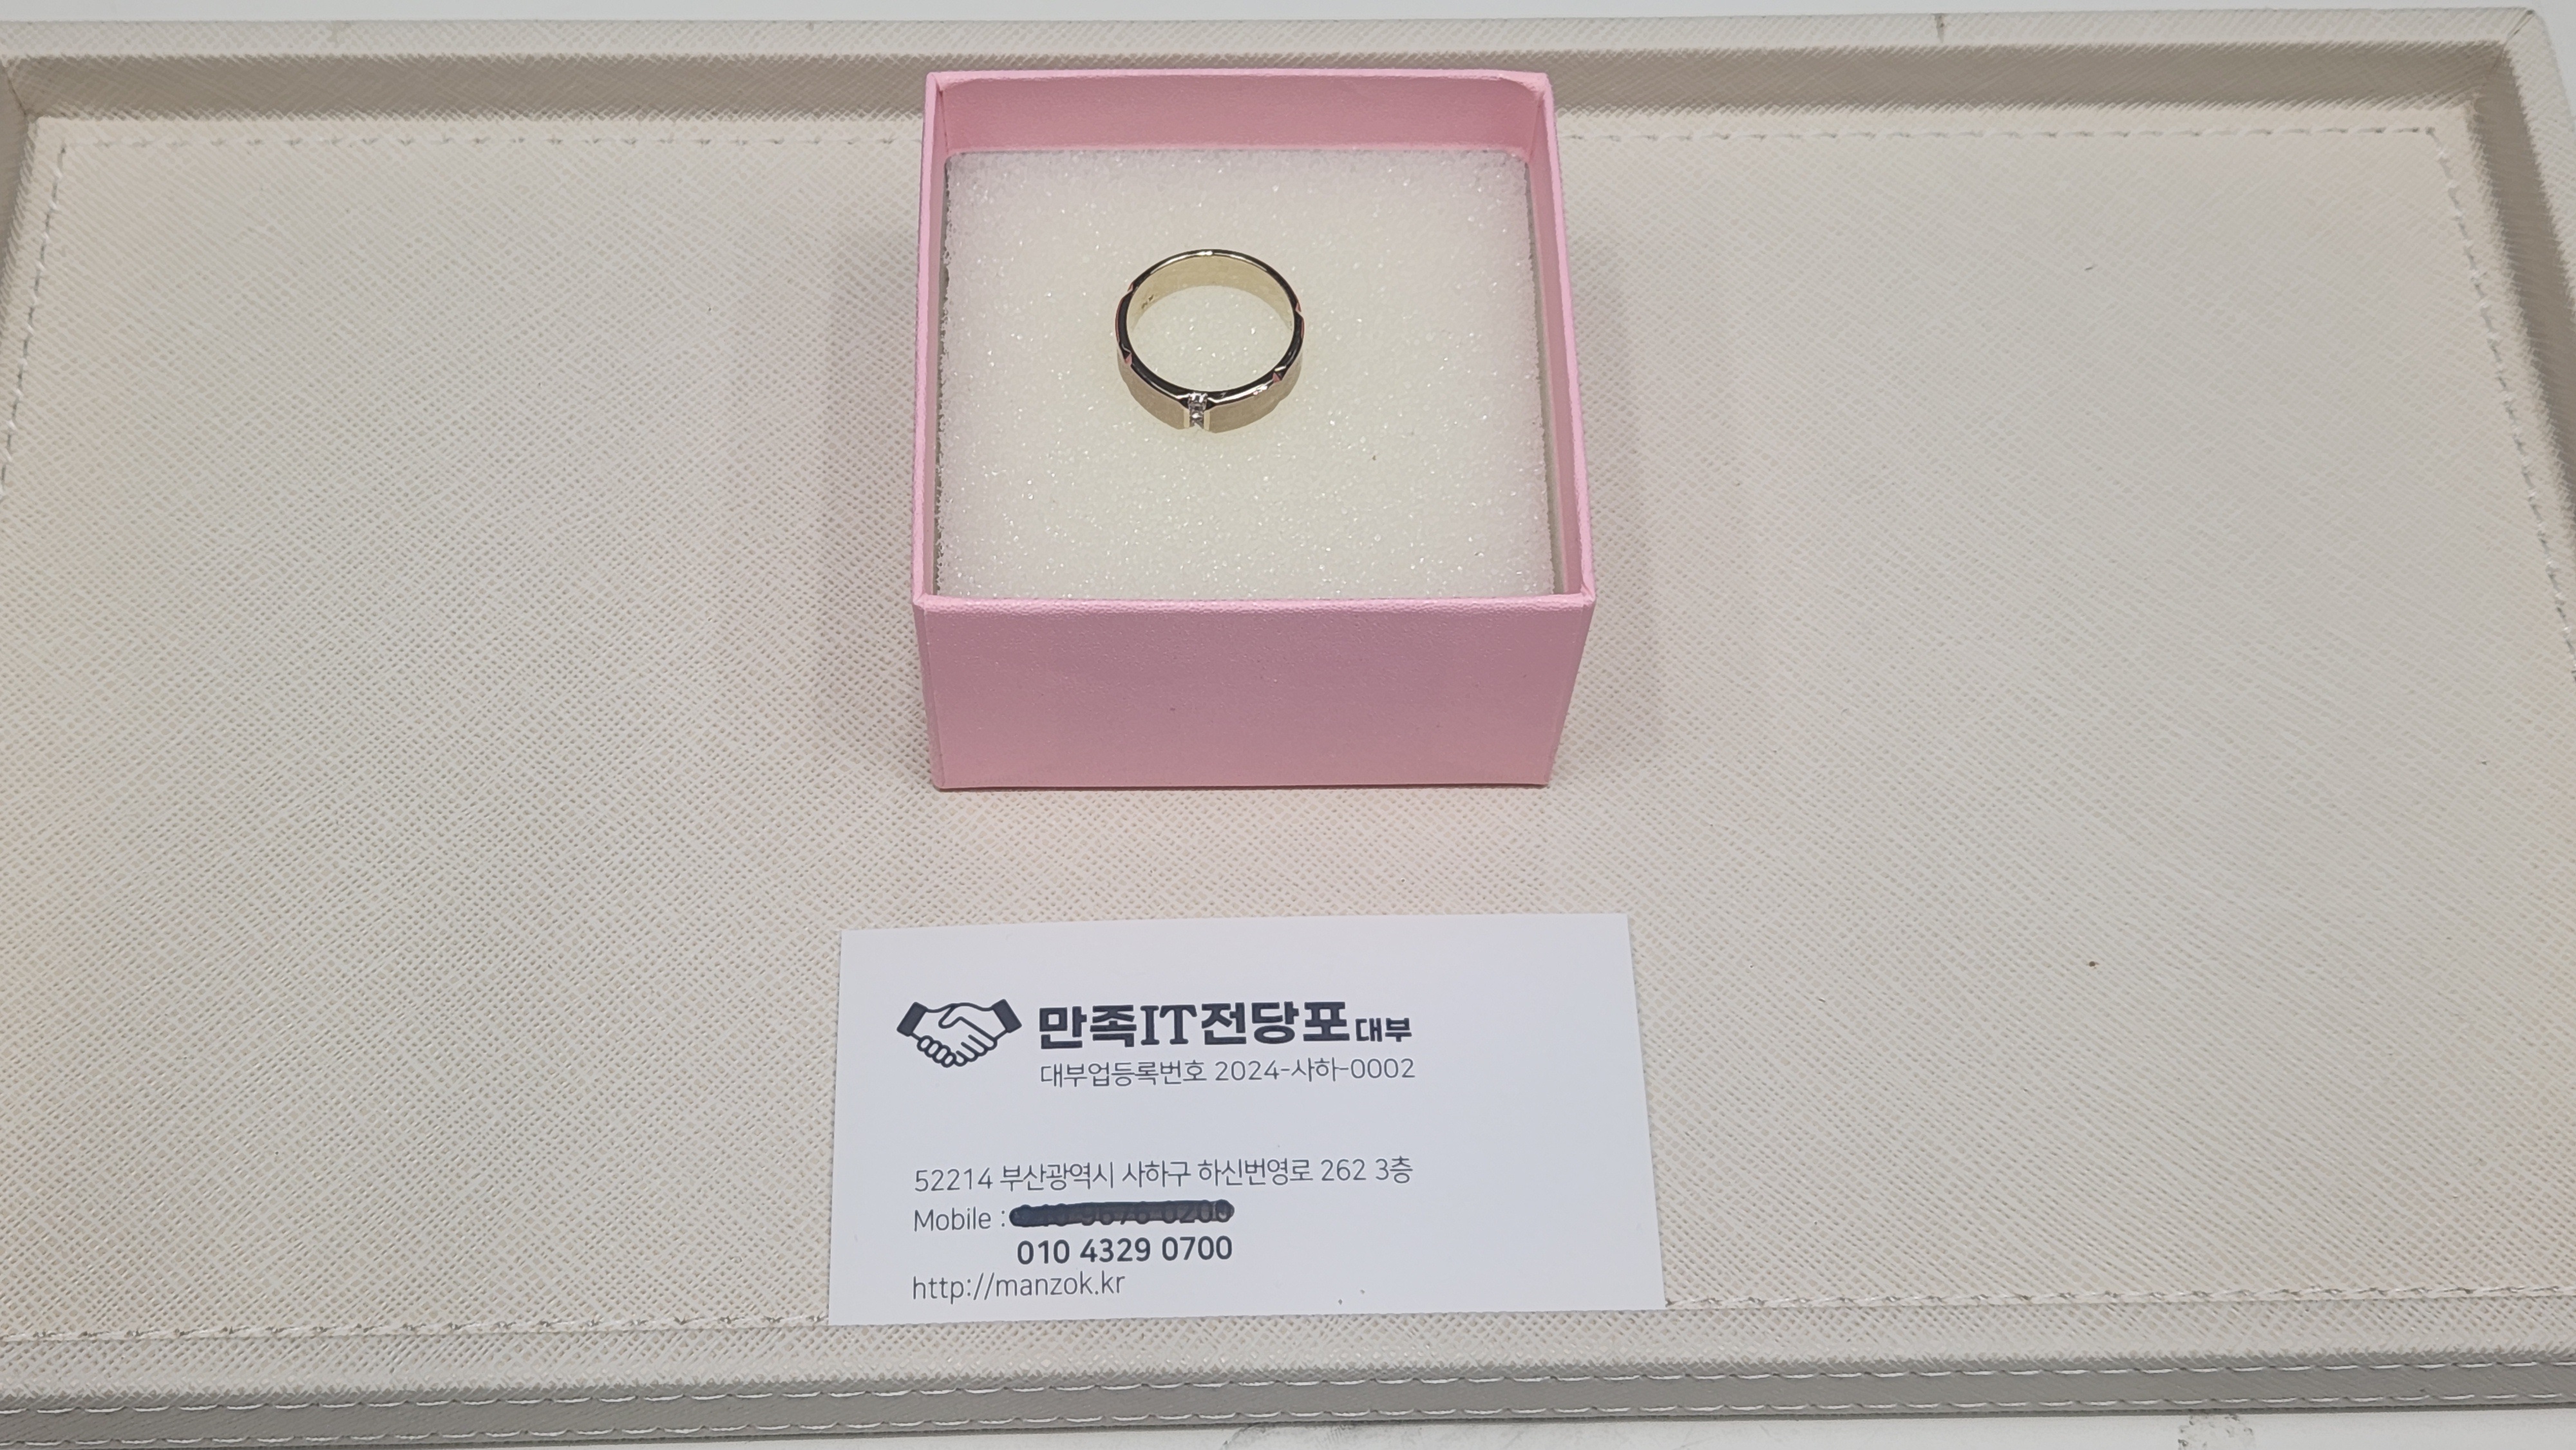 만족IT전당포 대부
대부업등록번호 2024-사하-0002
52214 부산광역시 사하구 하신번영로 262 3층
Mobile :
010 4329 0700
http://manzok.kr